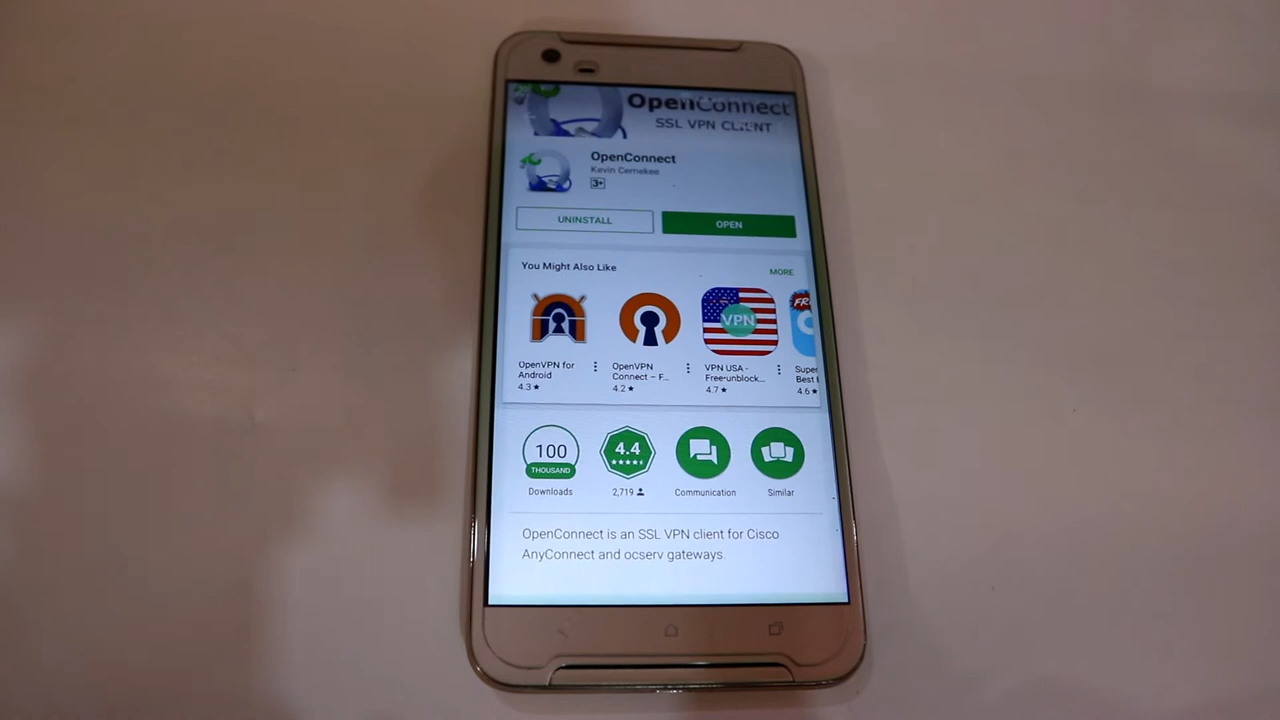 OpenConnect
SSL VPN CLIENT
OpenConnect
Kevin Cernekee
3+
UNINSTALL
OPEN
You Might Also Like
MORE
FR
VPN
OpenVPN for
Android
4.3★
OpenVPN
Connect – F...
4.2★
VPN USA -
Free•unblock...
4.7★
Super
Best
4.6★
100
THOUSAND
Downloads
4.4
★★★★
2,719
Communication
Similar
OpenConnect is an SSL VPN client for Cisco
AnyConnect and ocserv gateways.